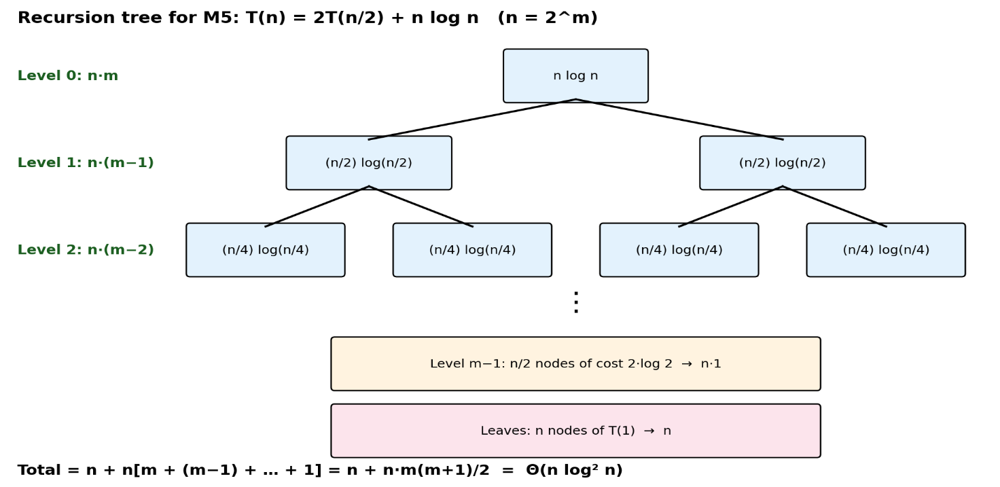 Recursion tree for M5: T(n) = 2T(n/2) + n log n   (n = 2^m)
Level 0: n·m
n log n
Level 1: n·(m−1)
(n/2) log(n/2)
(n/2) log(n/2)
Level 2: n·(m−2)
(n/4) log(n/4)
(n/4) log(n/4)
(n/4) log(n/4)
(n/4) log(n/4)
⋮
Level m−1: n/2 nodes of cost 2·log 2  →  n·1
Leaves: n nodes of T(1)  →  n
Total = n + n[m + (m−1) + … + 1] = n + n·m(m+1)/2  =  Θ(n log² n)